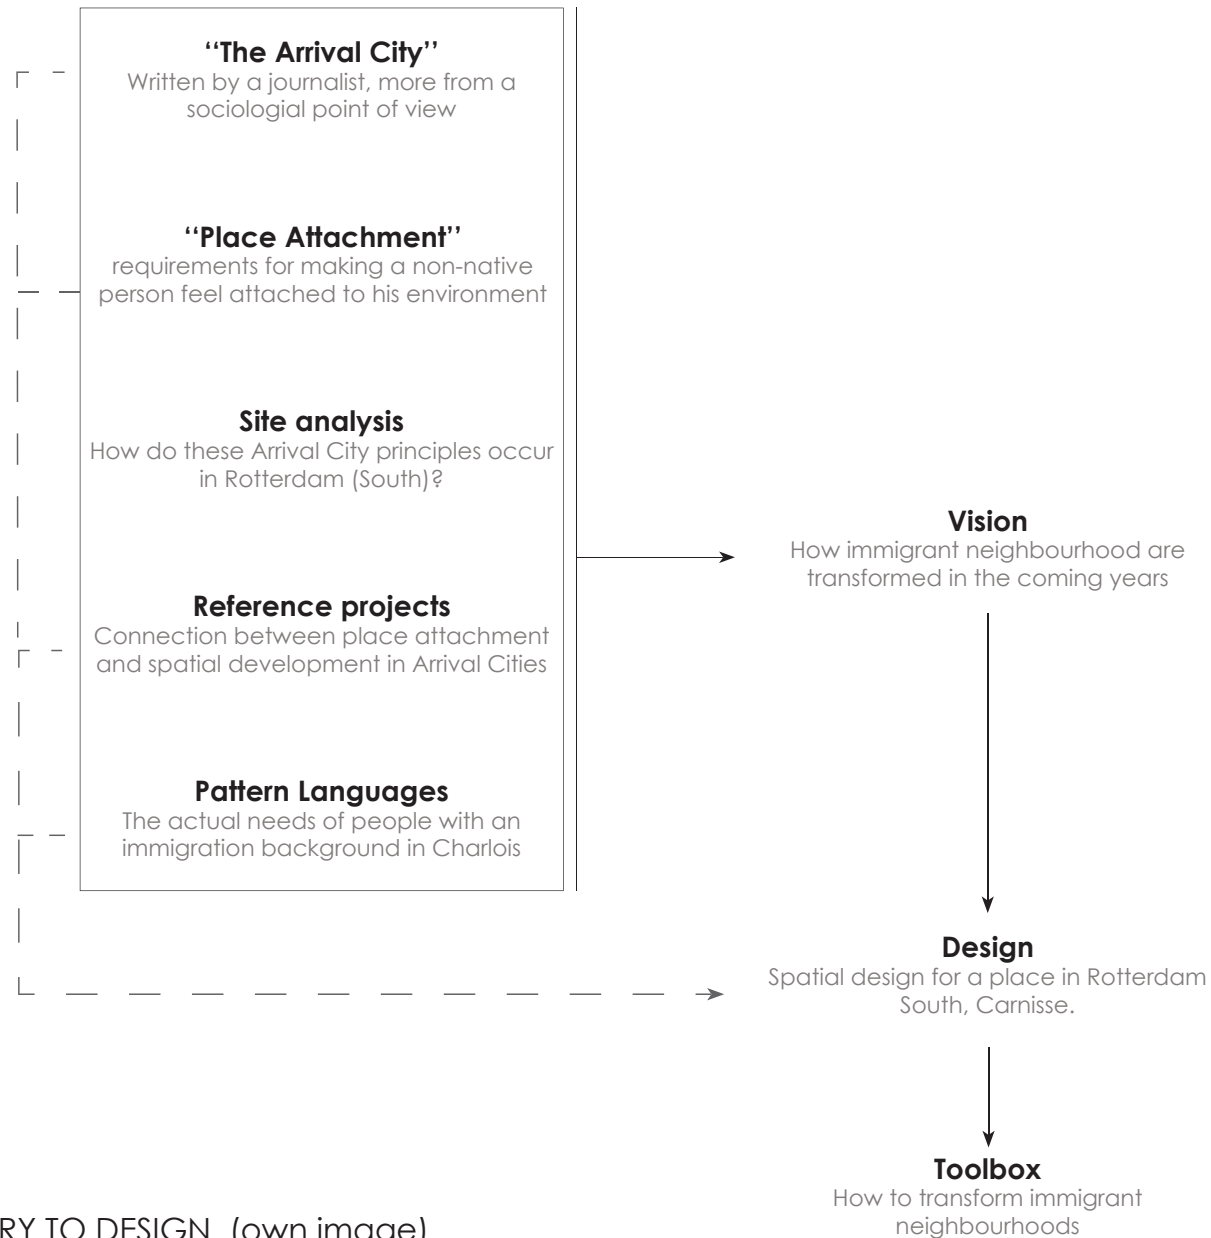 ‘‘The Arrival City’’
Written by a journalist, more from a
sociologial point of view
‘‘Place Attachment’’
requirements for making a non-native
person feel attached to his environment
Site analysis
How do these Arrival City principles occur
in Rotterdam (South)?
Reference projects
Connection between place attachment
and spatial development in Arrival Cities
Pattern Languages
The actual needs of people with an
immigration background in Charlois
Vision
How immigrant neighbourhood are
transformed in the coming years
Design
Spatial design for a place in Rotterdam
South, Carnisse.
Toolbox
How to transform immigrant
neighbourhoods
RY TO DESIGN (own image)